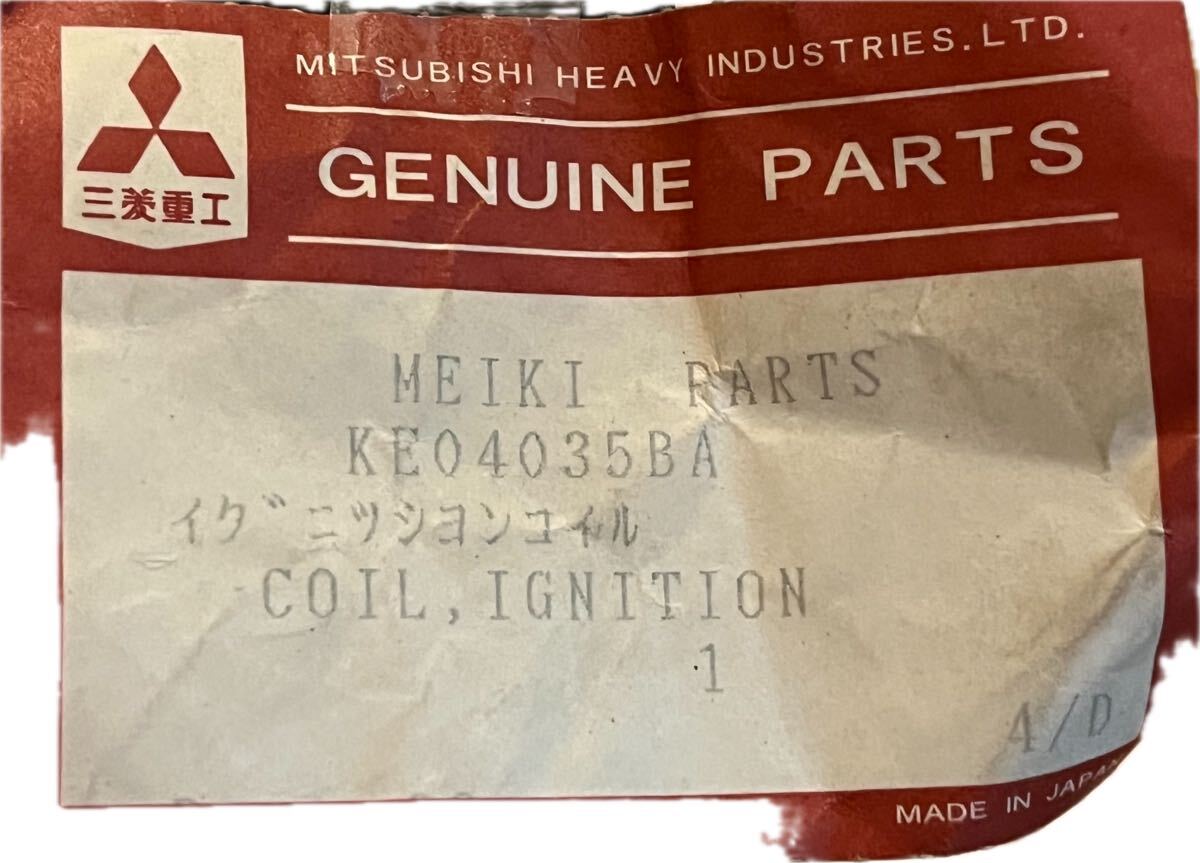 MITSUBISHI HEAVY INDUSTRIES.LTD.
GENUINE PARTS
三菱重工
MEIKI PARTS
KE04035BA
ｲｸﾞﾆﾂｼヨﾝｺｲﾙ
COIL,IGNITION
1
4/D
MADE IN JAPAN